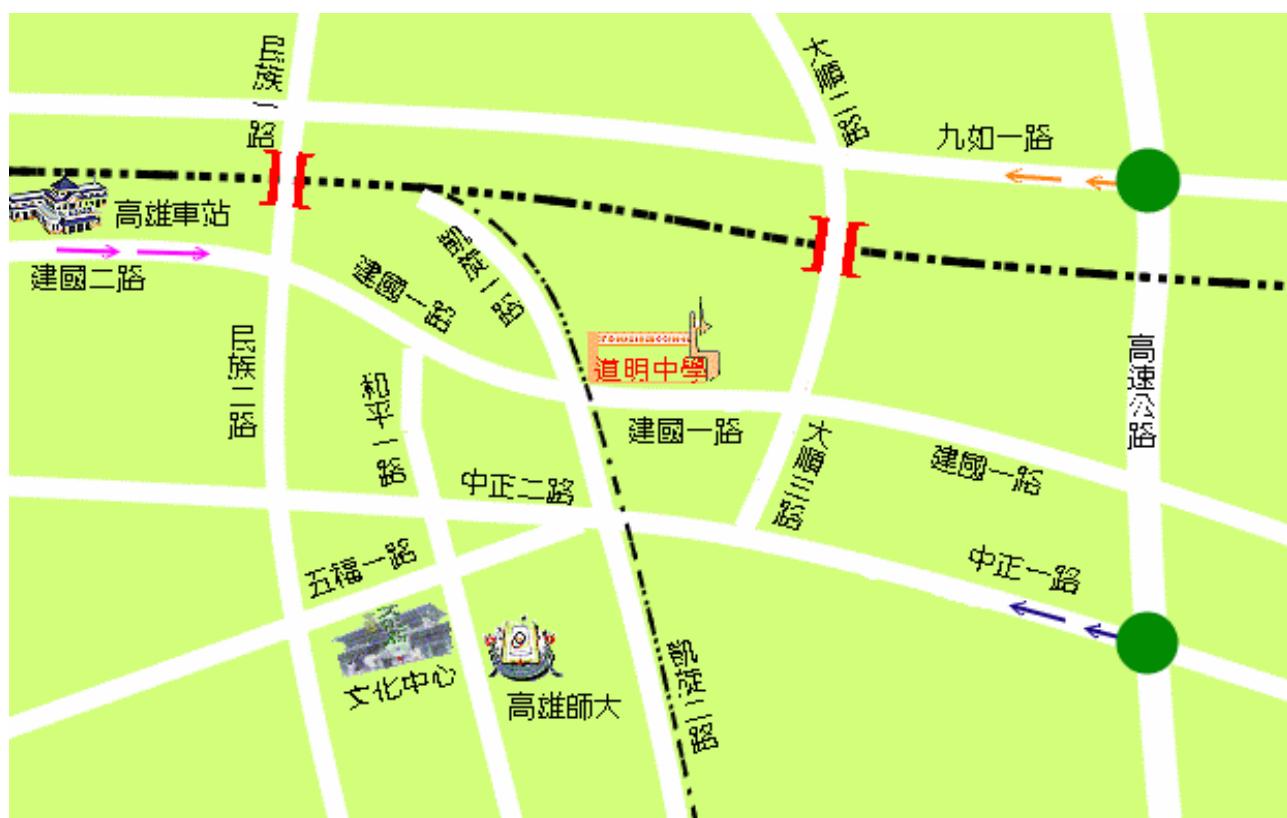 民族一路
大順二路
九如一路
高雄車站
凱旋一路
建國二路
建國一路
道明中學
民族二路
和平一路
高速公路
建國一路
大順三路
建國一路
中正二路
五福一路
中正一路
文化中心
高雄師大
凱旋二路